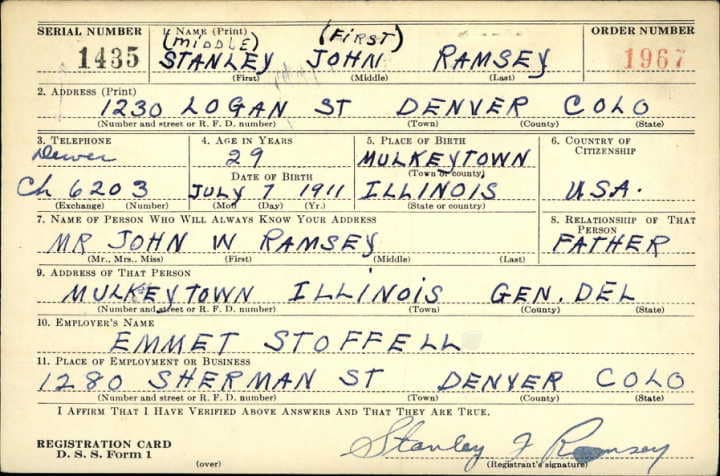 SERIAL NUMBER 1. NAME (Print) ORDER NUMBER
(MIDDLE) (FIRST)
1435 STANLEY JOHN RAMSEY 1967
(First) (Middle) (Last)
2. ADDRESS (Print)
1230 LOGAN ST DENVER COLO
(Number and street or R. F. D. number) (Town) (County) (State)
3. TELEPHONE 4. AGE IN YEARS 5. PLACE OF BIRTH 6. COUNTRY OF CITIZENSHIP
Denver 29 MULKEYTOWN
(Town or county)
DATE OF BIRTH
Ch 6203 JULY 7 1911 ILLINOIS USA.
(Exchange) (Number) (Mo.) (Day) (Yr.) (State or country)
7. NAME OF PERSON WHO WILL ALWAYS KNOW YOUR ADDRESS 8. RELATIONSHIP OF THAT PERSON
MR JOHN W RAMSEY FATHER
(Mr., Mrs., Miss) (First) (Middle) (Last)
9. ADDRESS OF THAT PERSON
MULKEYTOWN ILLINOIS GEN. DEL
(Number and street or R. F. D. number) (Town) (County) (State)
10. EMPLOYER'S NAME
EMMET STOFFELL
11. PLACE OF EMPLOYMENT OR BUSINESS
1280 SHERMAN ST DENVER COLO
(Number and street or R. F. D. number) (Town) (County) (State)
I AFFIRM THAT I HAVE VERIFIED ABOVE ANSWERS AND THAT THEY ARE TRUE.
REGISTRATION CARD
D. S. S. Form 1
Stanley J Ramsey
(over) (Registrant's signature)